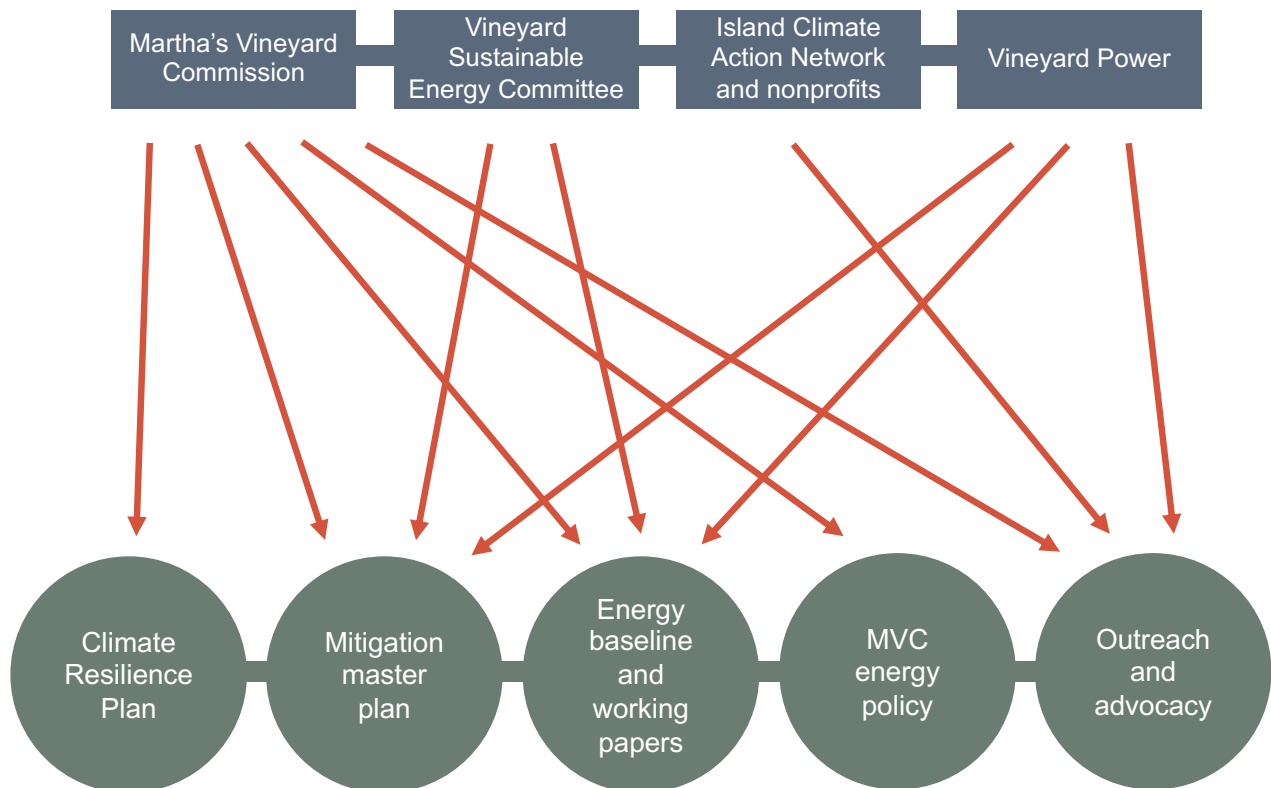 Martha’s Vineyard
Commission
Vineyard
Sustainable
Energy Committee
Island Climate
Action Network
and nonprofits
Vineyard Power
Climate
Resilience
Plan
Mitigation
master
plan
Energy
baseline
and
working
papers
MVC
energy
policy
Outreach
and
advocacy